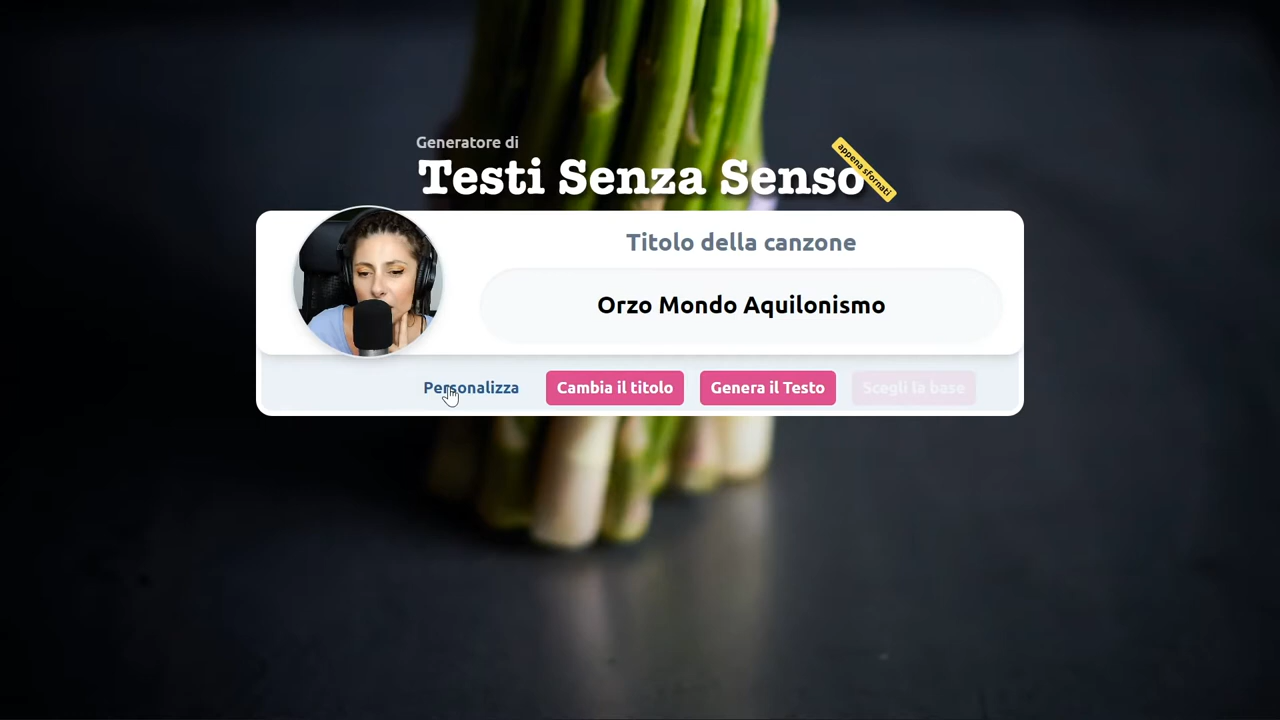 Generatore di
Testi Senza Senso
appena sfornati
Titolo della canzone
Orzo Mondo Aquilonismo
Personalizza
Cambia il titolo
Genera il Testo
Scegli la base